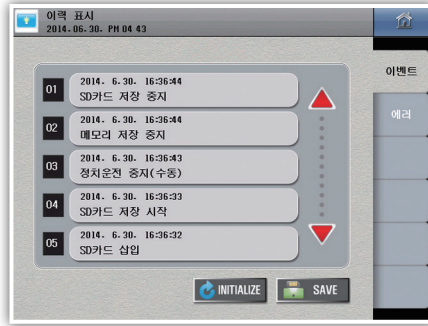 이력 표시
2014.06.30. PM 04 43
이벤트
에러
01
2014. 6.30. 16:36:44
SD카드 저장 중지
02
2014. 6.30. 16:36:44
메모리 저장 중지
03
2014. 6.30. 16:36:43
정치운전 중지(수동)
04
2014. 6.30. 16:36:33
SD카드 저장 시작
05
2014. 6.30. 16:36:32
SD카드 삽입
INITIALIZE
SAVE